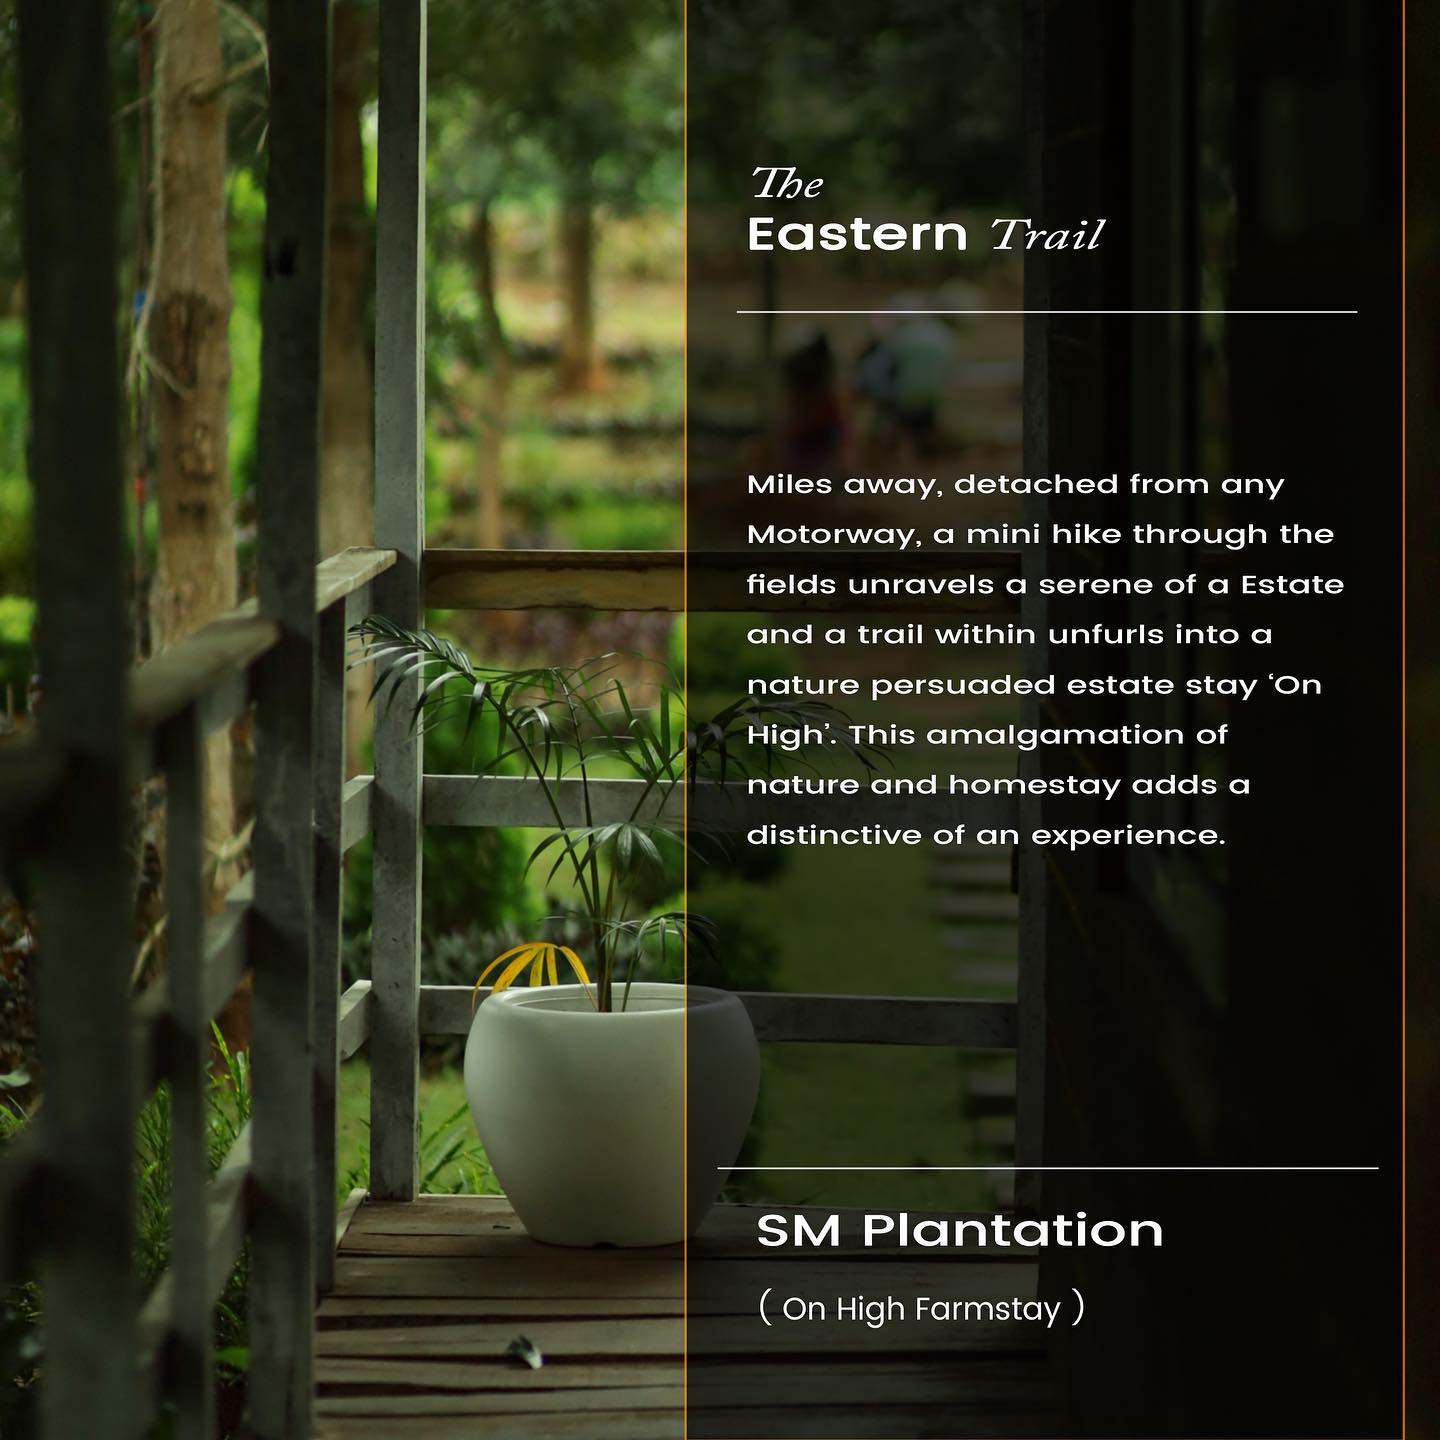 The
Eastern Trail
Miles away, detached from any
Motorway, a mini hike through the
fields unravels a serene of a Estate
and a trail within unfurls into a
nature persuaded estate stay ‘On
High’. This amalgamation of
nature and homestay adds a
distinctive of an experience.
SM Plantation
( On High Farmstay )